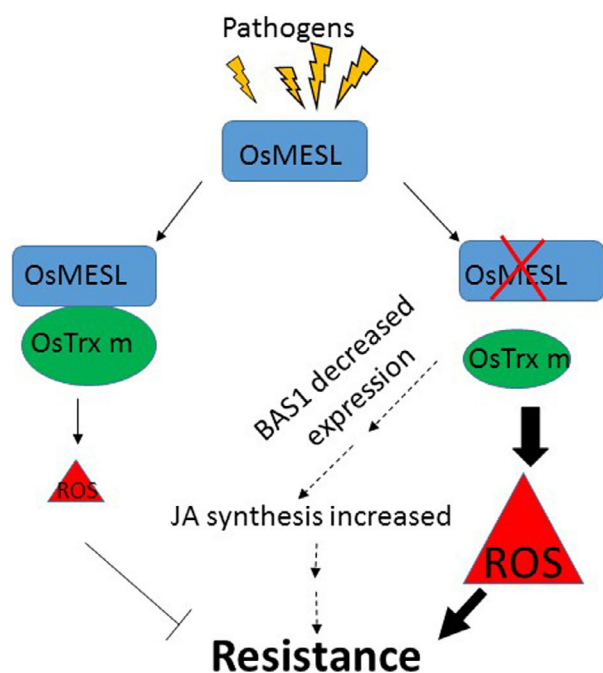 Pathogens
OsMESL
OsMESL
OsMESL
OsTrx m
OsTrx m
BAS1 decreased
expression
ROS
JA synthesis increased
ROS
Resistance